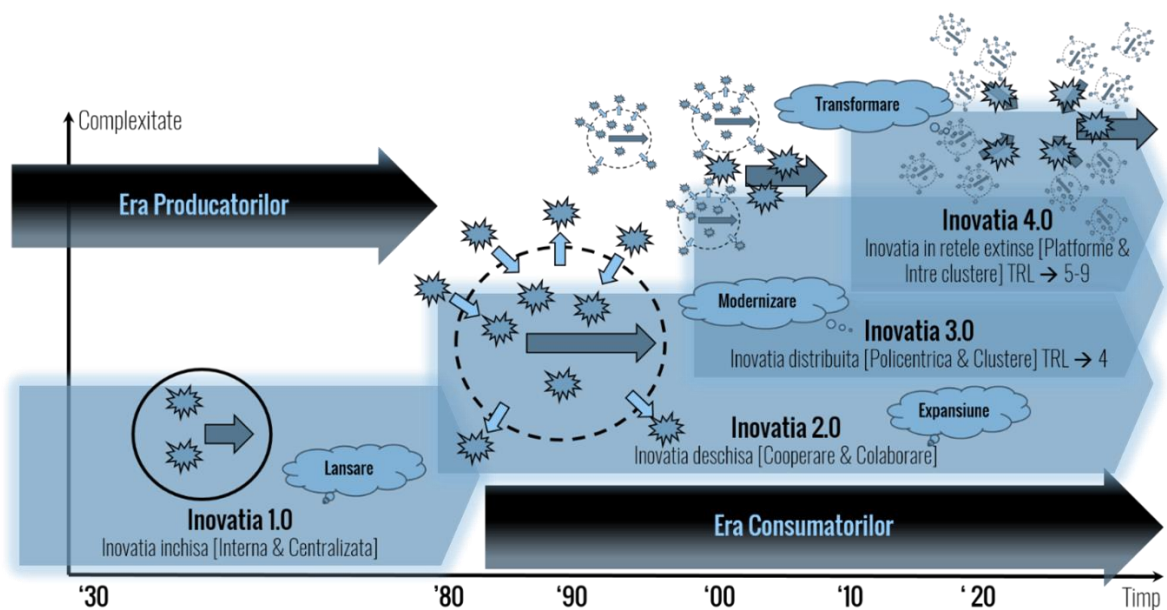 Complexitate
Era Producatorilor
Transformare
Inovatia 4.0
Inovatia in retele extinse [Platforme &
Intre clustere] TRL → 5-9
Modernizare
Inovatia 3.0
Inovatia distribuita [Policentrica & Clustere] TRL → 4
Expansiune
Inovatia 2.0
Inovatia deschisa [Cooperare & Colaborare]
Lansare
Inovatia 1.0
Inovatia inchisa [Interna & Centralizata]
Era Consumatorilor
'30 '80 '90 '00 '10 ' 20 Timp